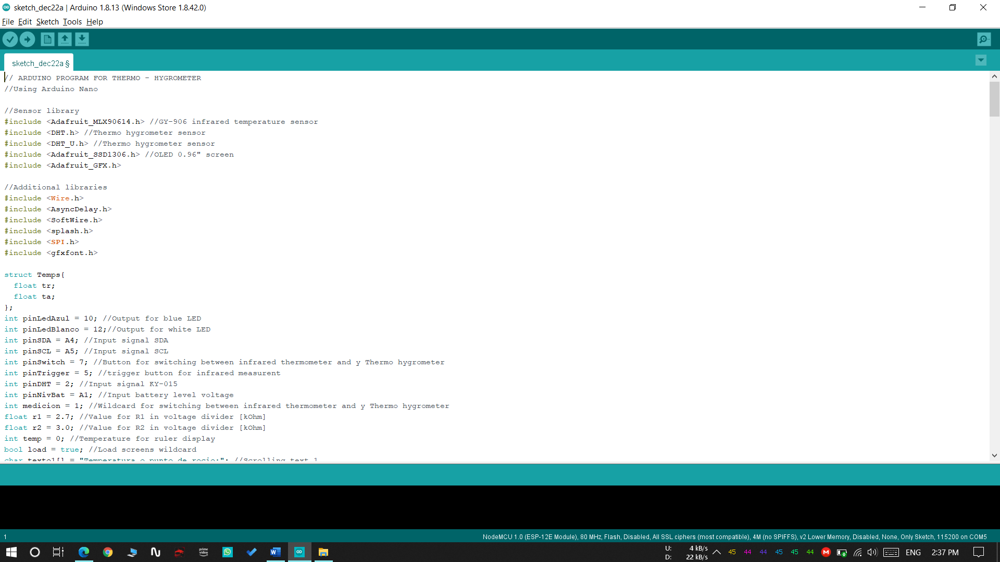 sketch_dec22a | Arduino 1.8.13 (Windows Store 1.8.42.0)
File Edit Sketch Tools Help
sketch_dec22a §
// ARDUINO PROGRAM FOR THERMO - HYGROMETER
//Using Arduino Nano
//Sensor library
#include <Adafruit_MLX90614.h> //GY-906 infrared temperature sensor
#include <DHT.h> //Thermo hygrometer sensor
#include <DHT_U.h> //Thermo hygrometer sensor
#include <Adafruit_SSD1306.h> //OLED 0.96" screen
#include <Adafruit_GFX.h>
//Additional libraries
#include <Wire.h>
#include <AsyncDelay.h>
#include <SoftWire.h>
#include <splash.h>
#include <SPI.h>
#include <gfxfont.h>
struct Temps{
float tr;
float ta;
};
int pinLedAzul = 10; //Output for blue LED
int pinLedBlanco = 12;//Output for white LED
int pinSDA = A4; //Input signal SDA
int pinSCL = A5; //Input signal SCL
int pinSwitch = 7; //Button for switching between infrared thermometer and y Thermo hygrometer
int pinTrigger = 5; //trigger button for infrared measurent
int pinDHT = 2; //Input signal KY-015
int pinNivBat = A1; //Input battery level voltage
int medicion = 1; //Wildcard for switching between infrared thermometer and y Thermo hygrometer
float r1 = 2.7; //Value for R1 in voltage divider [kOhm]
float r2 = 3.0; //Value for R2 in voltage divider [kOhm]
int temp = 0; //Temperature for ruler display
bool load = true; //Load screens wildcard
char texto1[] = "Temperatura o punto de rocio:"; //Scrolling text 1
1
NodeMCU 1.0 (ESP-12E Module), 80 MHz, Flash, Disabled, All SSL ciphers (most compatible), 4M (no SPIFFS), v2 Lower Memory, Disabled, None, Only Sketch, 115200 on COM5
prime video
U: 4 kB/s
D: 22 kB/s
45 44 44 45 45 44
ENG
2:37 PM